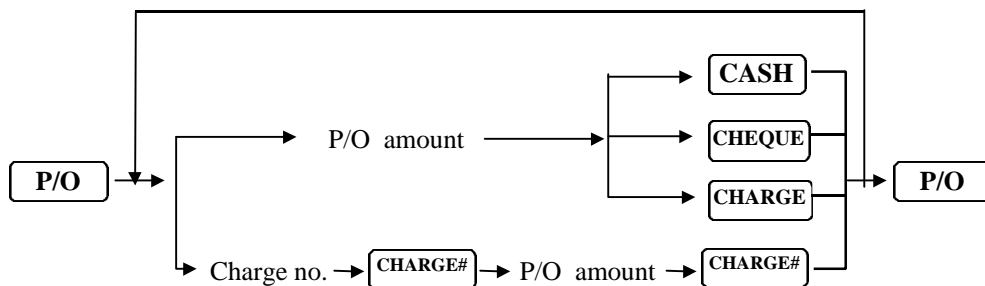 CASH
P/O amount
CHEQUE
P/O
P/O
CHARGE
Charge no.
CHARGE#
P/O amount
CHARGE#